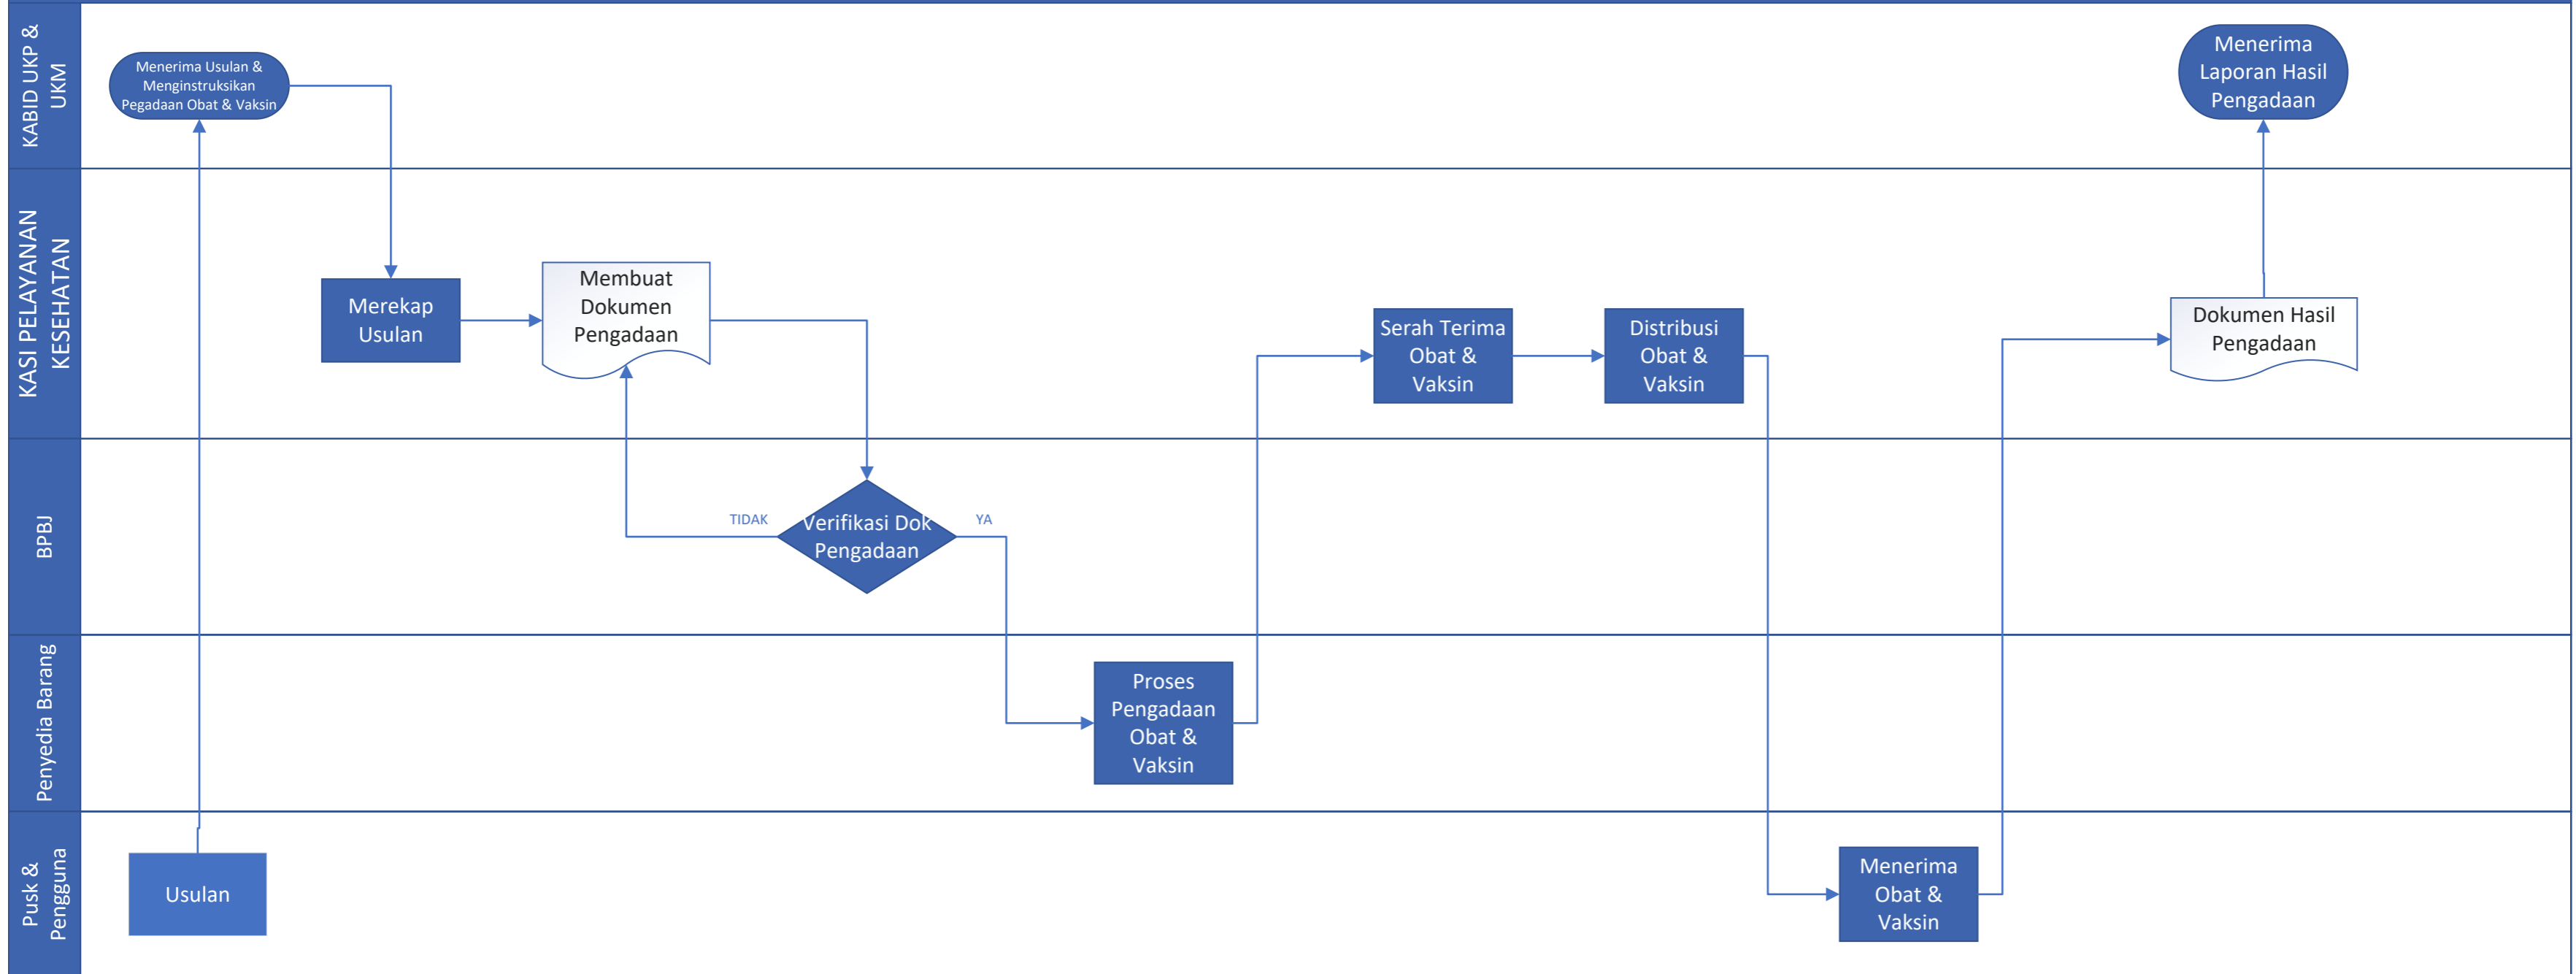 KABID UKP &
UKM
Menerima Usulan &
Menginstruksikan
Pegadaan Obat & Vaksin
Menerima
Laporan Hasil
Pengadaan
KASI PELAYANAN
KESEHATAN
Merekap
Usulan
Membuat
Dokumen
Pengadaan
Serah Terima
Obat &
Vaksin
Distribusi
Obat &
Vaksin
Dokumen Hasil
Pengadaan
BPBJ
TIDAK
Verifikasi Dok
Pengadaan
YA
Penyedia Barang
Proses
Pengadaan
Obat &
Vaksin
Pusk &
Pengguna
Usulan
Menerima
Obat &
Vaksin